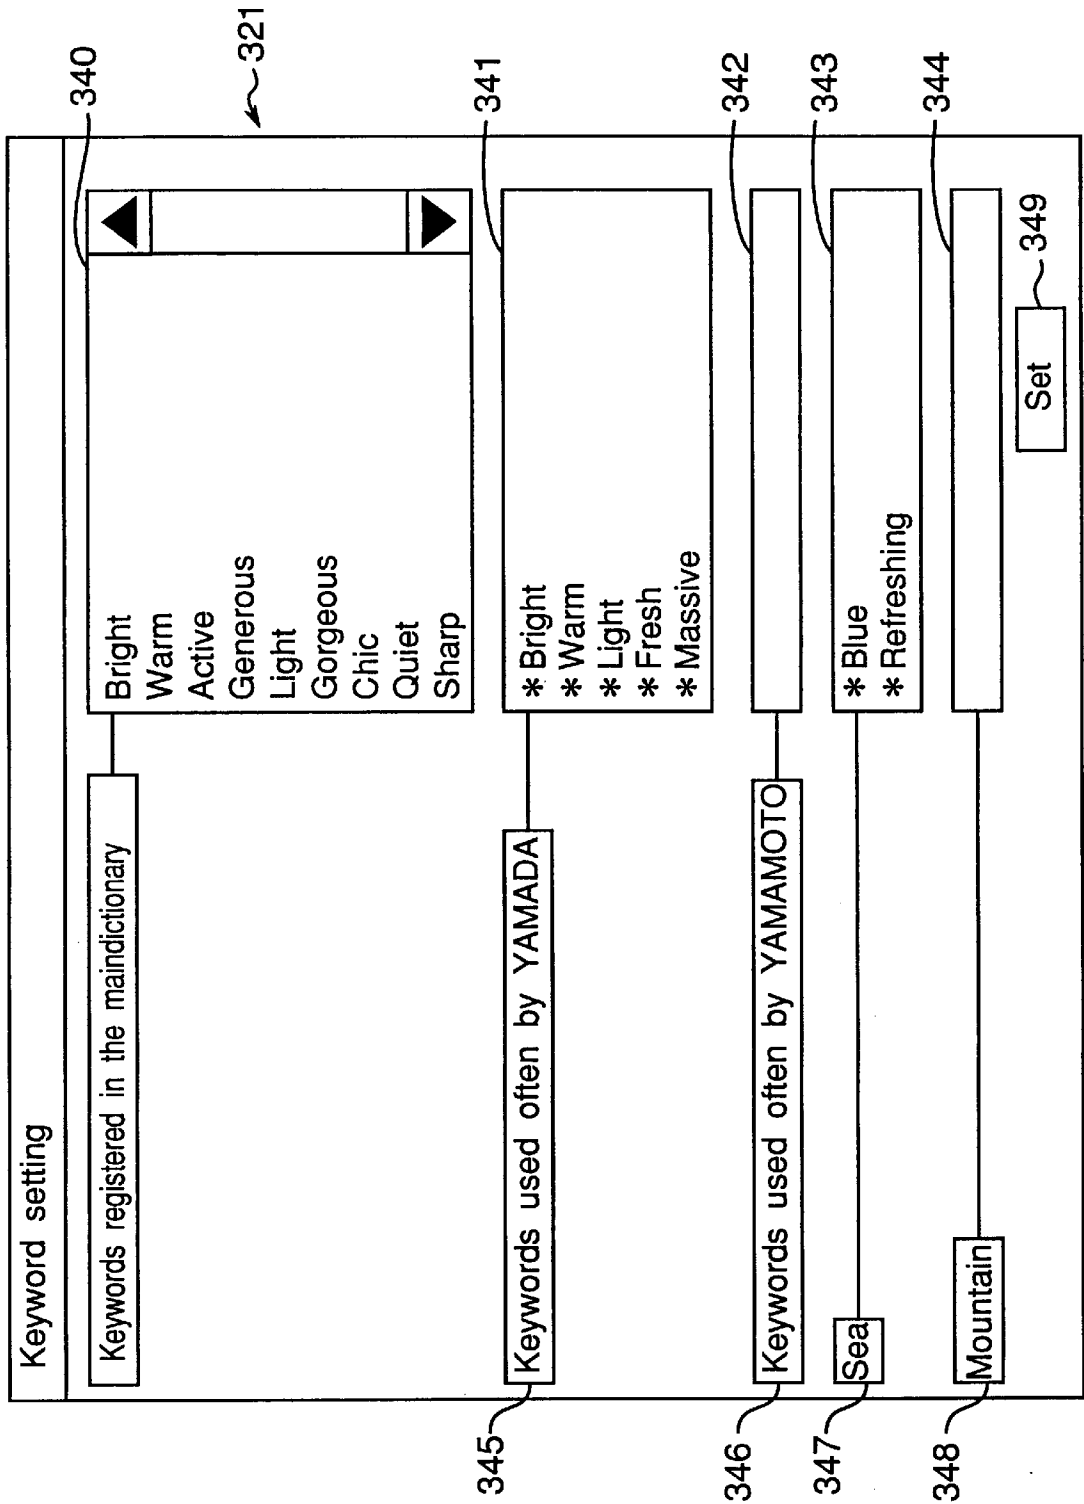 Keyword setting
321
Keywords registered in the maindictionary
340
Bright
Warm
Active
Generous
Light
Gorgeous
Chic
Quiet
Sharp
345
Keywords used often by YAMADA
341
* Bright
* Warm
* Light
* Fresh
* Massive
346
Keywords used often by YAMAMOTO
342
347
Sea
343
* Blue
* Refreshing
348
Mountain
344
Set
349